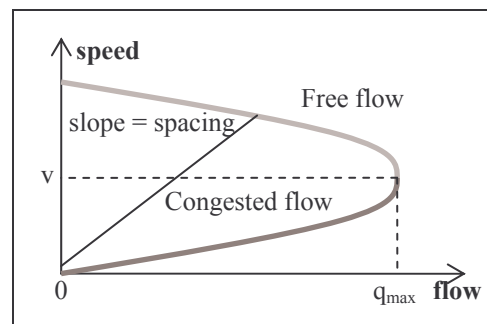 speed
Free flow
slope = spacing
v
Congested flow
0
qmax flow